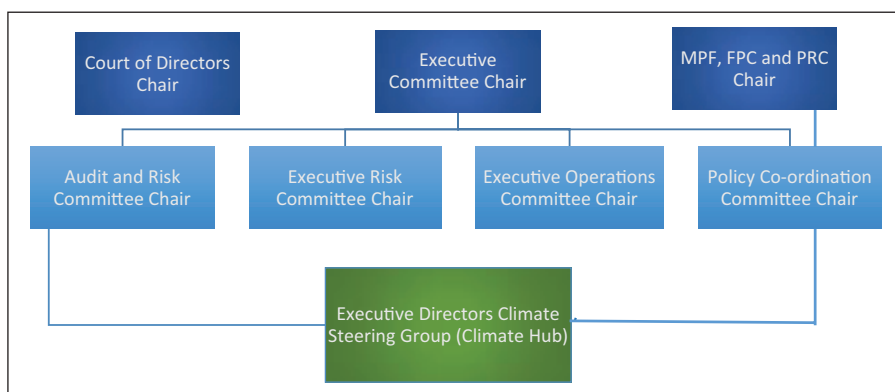 Court of Directors
Chair
Executive
Committee Chair
MPF, FPC and PRC
Chair
Audit and Risk
Committee Chair
Executive Risk
Committee Chair
Executive Operations
Committee Chair
Policy Co-ordination
Committee Chair
Executive Directors Climate
Steering Group (Climate Hub)